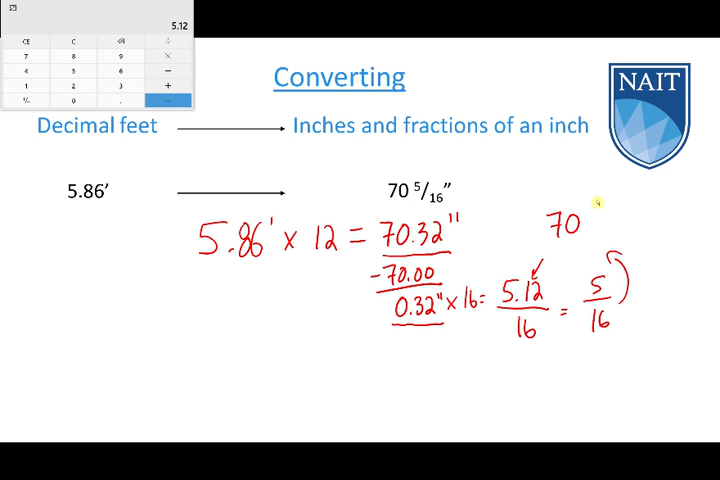 5.12
CE C ÷
7 8 9 ×
4 5 6 −
1 2 3 +
0 .
Converting
NAIT
Decimal feet Inches and fractions of an inch
5.86’ 70 5/16”
5.86' × 12 = 70.32"
70
-70.00
0.32" × 16 = 5.12/16 = 5/16